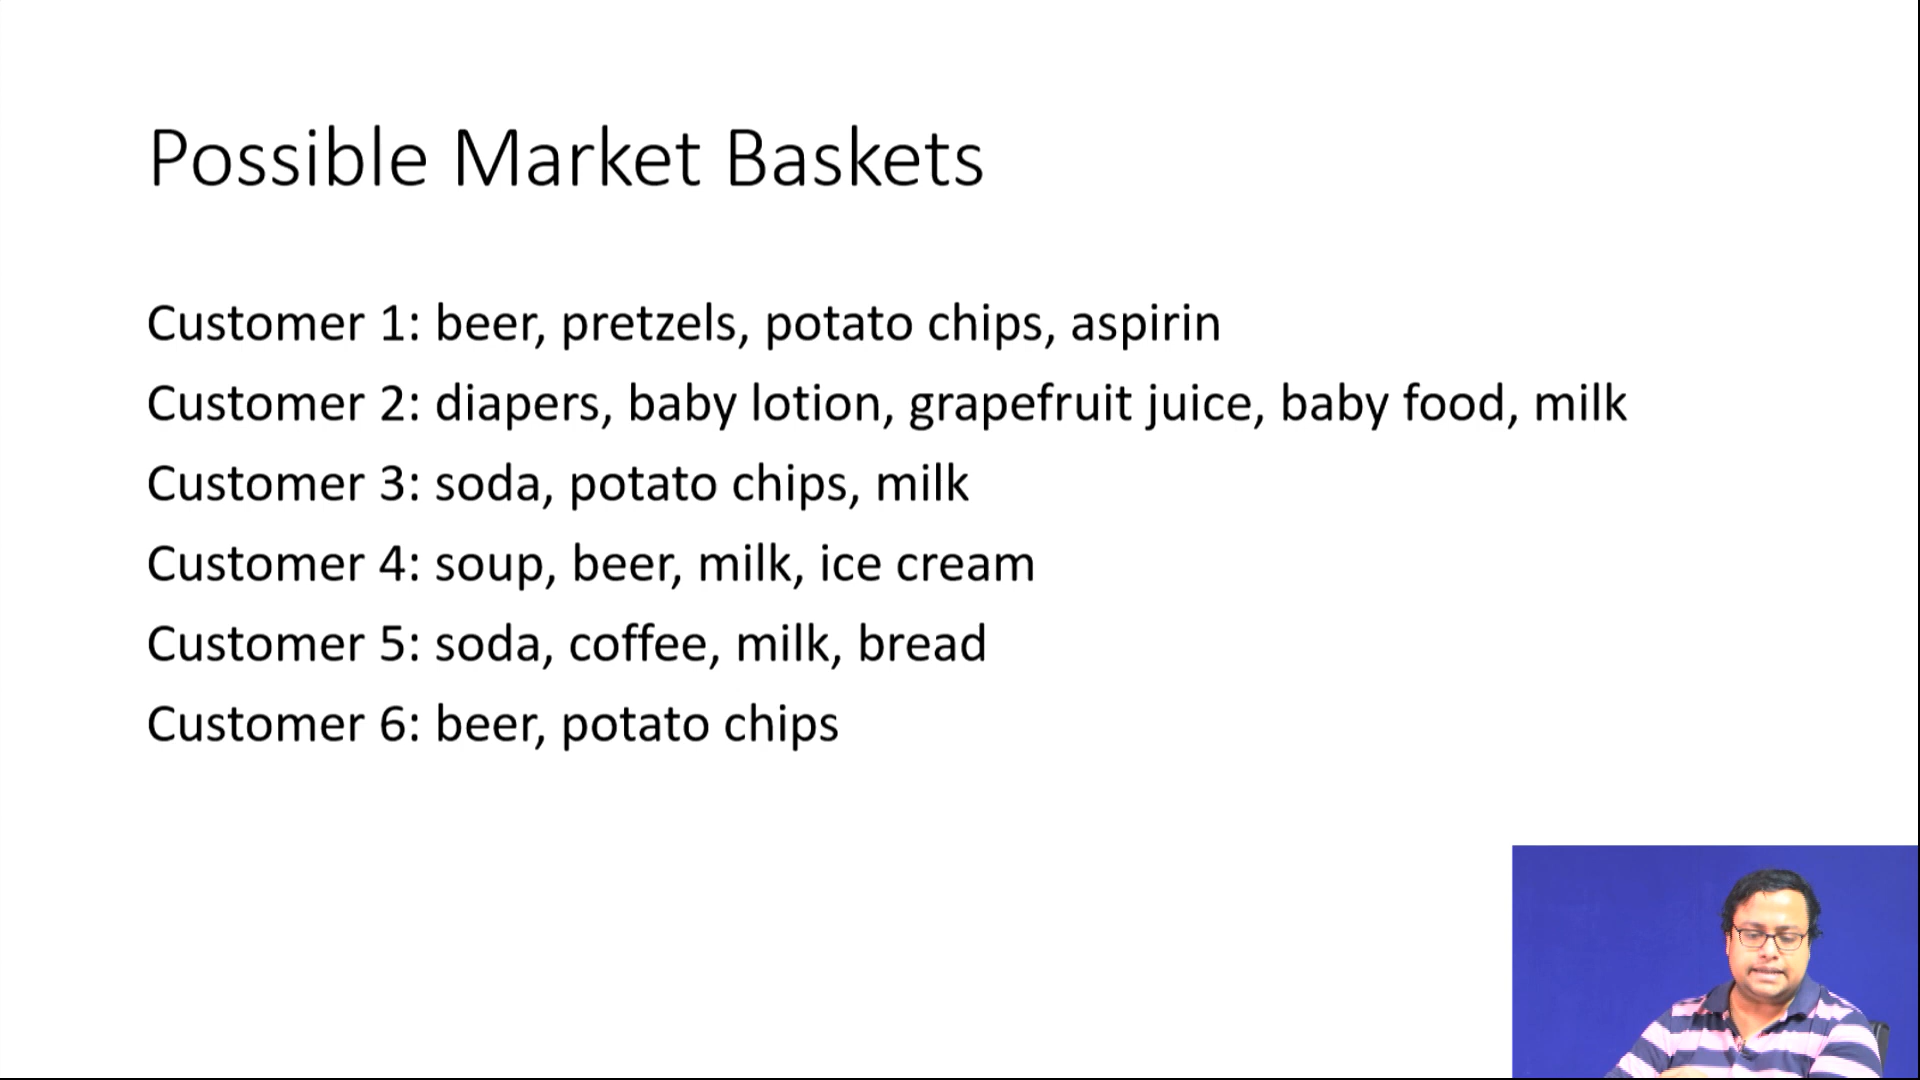 Possible Market Baskets
Customer 1: beer, pretzels, potato chips, aspirin
Customer 2: diapers, baby lotion, grapefruit juice, baby food, milk
Customer 3: soda, potato chips, milk
Customer 4: soup, beer, milk, ice cream
Customer 5: soda, coffee, milk, bread
Customer 6: beer, potato chips